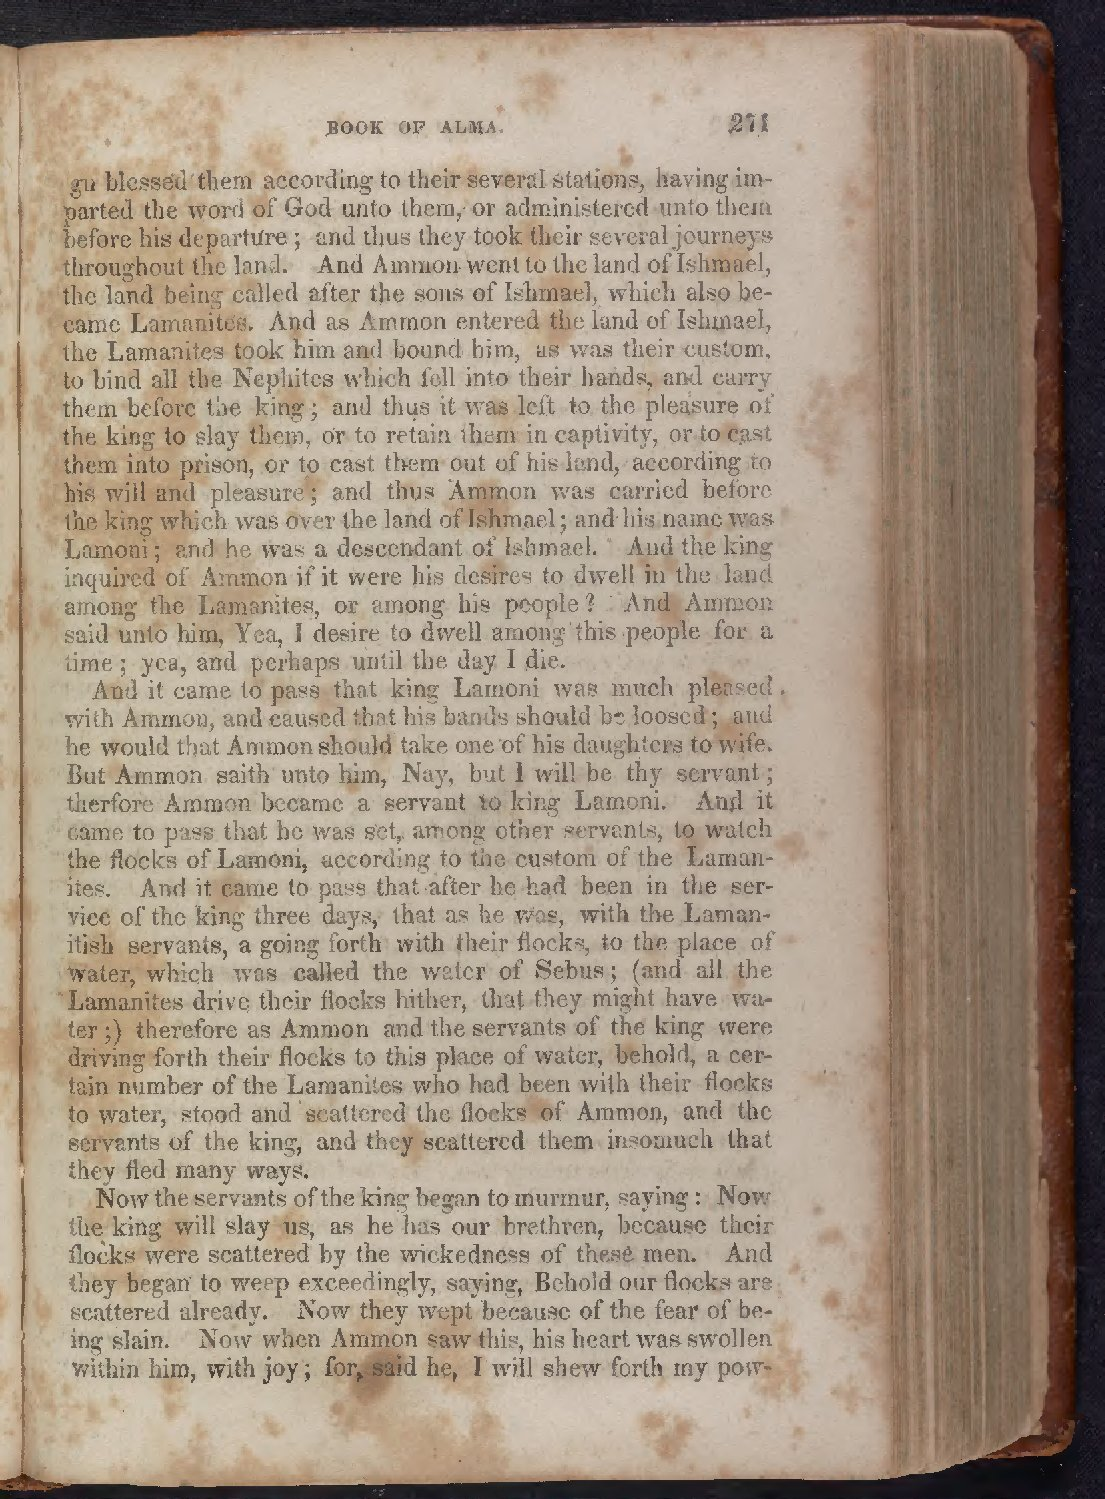 BOOK OF ALMA. 271
gu blessed them according to their several stations, having im-
parted the word of God unto them, or administered unto them
before his departure; and thus they took their several journeys
throughout the land. And Ammon went to the land of Ishmael,
the land being called after the sons of Ishmael, which also be-
came Lamanites. And as Ammon entered the land of Ishmael,
the Lamanites took him and bound him, as was their custom,
to bind all the Nephites which fell into their hands, and carry
them before the king; and thus it was left to the pleasure of
the king to slay them, or to retain them in captivity, or to cast
them into prison, or to cast them out of his land, according to
his will and pleasure; and thus Ammon was carried before
the king which was over the land of Ishmael; and his name was
Lamoni; and he was a descendant of Ishmael. And the king
inquired of Ammon if it were his desires to dwell in the land
among the Lamanites, or among his people? And Ammon
said unto him, Yea, I desire to dwell among this people for a
time; yea, and perhaps until the day I die.
And it came to pass that king Lamoni was much pleased
with Ammon, and caused that his bands should be loosed; and
he would that Ammon should take one of his daughters to wife.
But Ammon saith unto him, Nay, but I will be thy servant;
therfore Ammon became a servant to king Lamoni. And it
came to pass that he was set, among other servants, to watch
the flocks of Lamoni, according to the custom of the Laman-
ites. And it came to pass that after he had been in the ser-
vice of the king three days, that as he was, with the Laman-
itish servants, a going forth with their flocks, to the place of
water, which was called the water of Sebus; (and all the
Lamanites drive their flocks hither, that they might have wa-
ter;) therefore as Ammon and the servants of the king were
driving forth their flocks to this place of water, behold, a cer-
tain number of the Lamanites who had been with their flocks
to water, stood and scattered the flocks of Ammon, and the
servants of the king, and they scattered them insomuch that
they fled many ways.
Now the servants of the king began to murmur, saying: Now
the king will slay us, as he has our brethren, because their
flocks were scattered by the wickedness of these men. And
they began to weep exceedingly, saying, Behold our flocks are
scattered already. Now they wept because of the fear of be-
ing slain. Now when Ammon saw this, his heart was swollen
within him, with joy; for, said he, I will shew forth my pow-